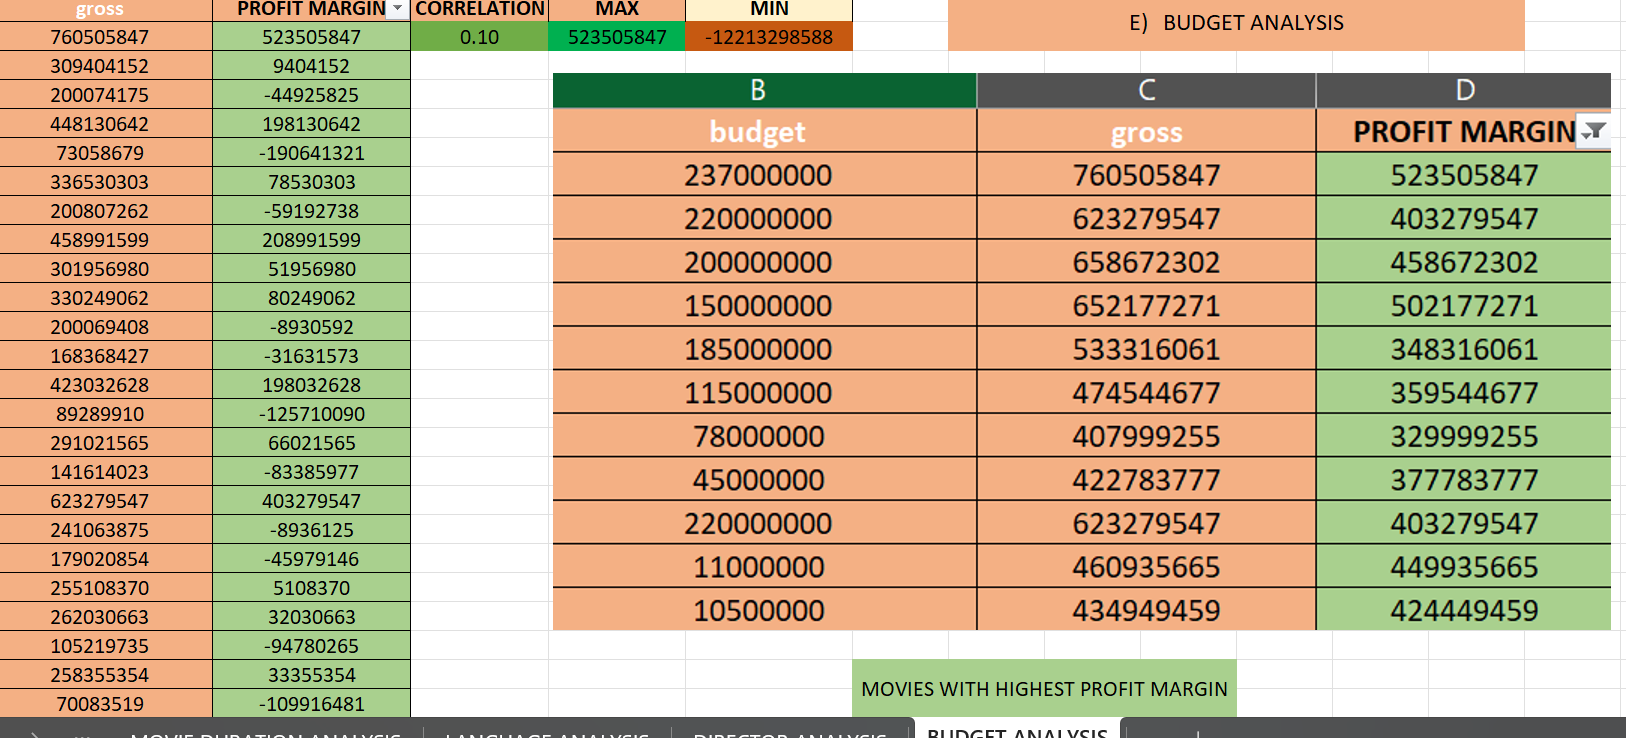 gross PROFIT MARGIN CORRELATION MAX MIN
760505847 523505847 0.10 523505847 -12213298588
309404152 9404152
200074175 -44925825
448130642 198130642
73058679 -190641321
336530303 78530303
200807262 -59192738
458991599 208991599
301956980 51956980
330249062 80249062
200069408 -8930592
168368427 -31631573
423032628 198032628
89289910 -125710090
291021565 66021565
141614023 -83385977
623279547 403279547
241063875 -8936125
179020854 -45979146
255108370 5108370
262030663 32030663
105219735 -94780265
258355354 33355354
70083519 -109916481
E) BUDGET ANALYSIS
B C D
budget gross PROFIT MARGIN
237000000 760505847 523505847
220000000 623279547 403279547
200000000 658672302 458672302
150000000 652177271 502177271
185000000 533316061 348316061
115000000 474544677 359544677
78000000 407999255 329999255
45000000 422783777 377783777
220000000 623279547 403279547
11000000 460935665 449935665
10500000 434949459 424449459
MOVIES WITH HIGHEST PROFIT MARGIN
MOVIE DURATION ANALYSIS LANGUAGE ANALYSIS DIRECTOR ANALYSIS BUDGET ANALYSIS